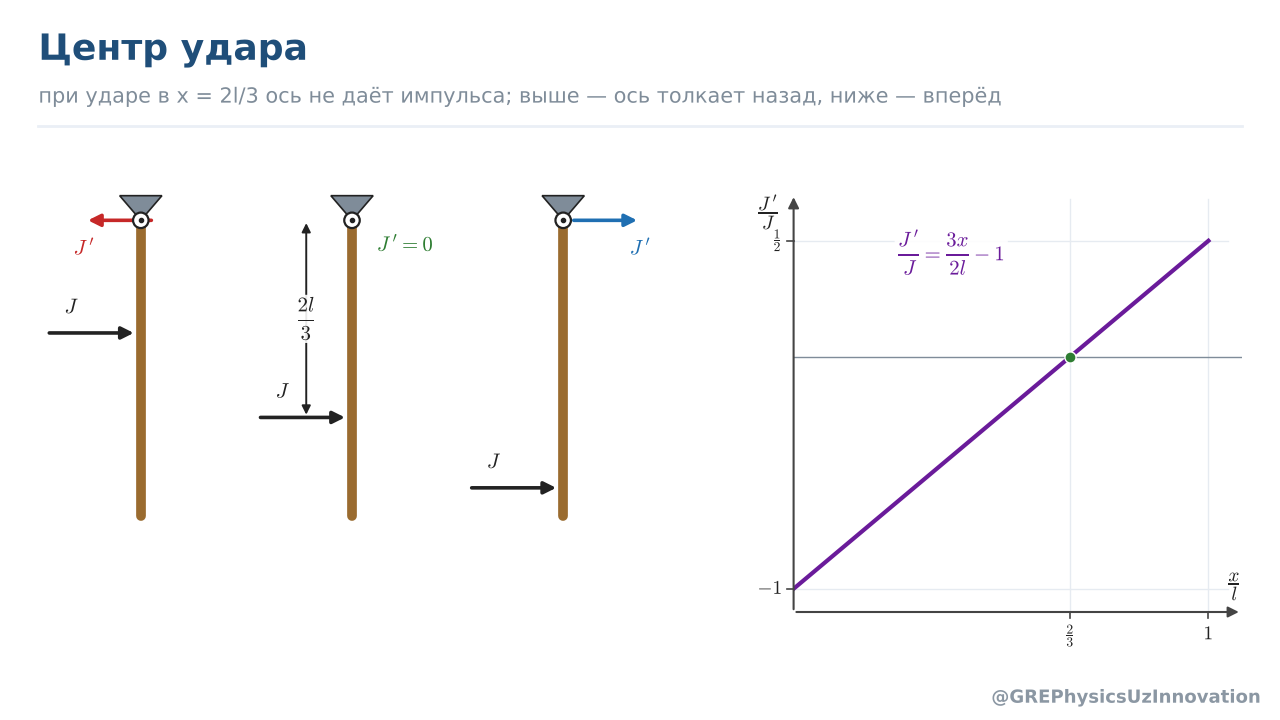 Центр удара
при ударе в x = 2l/3 ось не даёт импульса; выше — ось толкает назад, ниже — вперёд
J′
J
J′ = 0
2l/3
J
J′
J
J′/J
1/2
J′/J = 3x/2l − 1
−1
x/l
2/3
1
@GREPhysicsUzInnovation